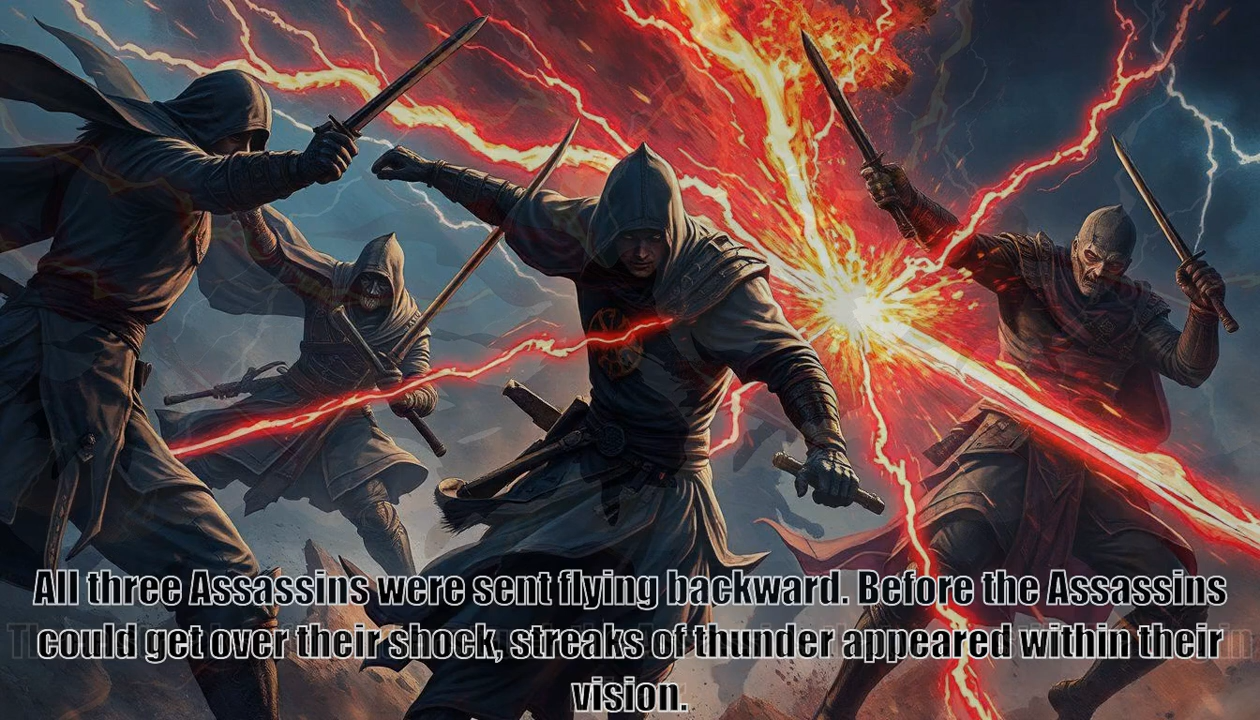 All three Assassins were sent flying backward. Before the Assassins
could get over their shock, streaks of thunder appeared within their
vision.